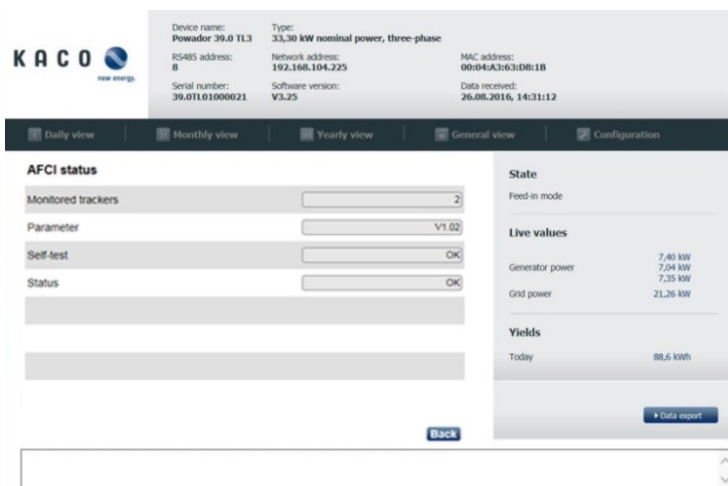 KACO
new energy.
Device name:
Powador 39.0 TL3
Type:
33,30 kW nominal power, three-phase
RS485 address:
8
Network address:
192.168.104.225
MAC address:
00:04:A3:63:D8:1B
Serial number:
39.0TL01000021
Software version:
V3.25
Data received:
26.08.2016, 14:31:12
Daily view
Monthly view
Yearly view
General view
Configuration
AFCI status
Monitored trackers 2
Parameter V1.02
Self-test OK
Status OK
Back
State
Feed-in mode
Live values
Generator power
7,40 kW
7,04 kW
7,35 kW
Grid power 21,26 kW
Yields
Today 88,6 kWh
Data export